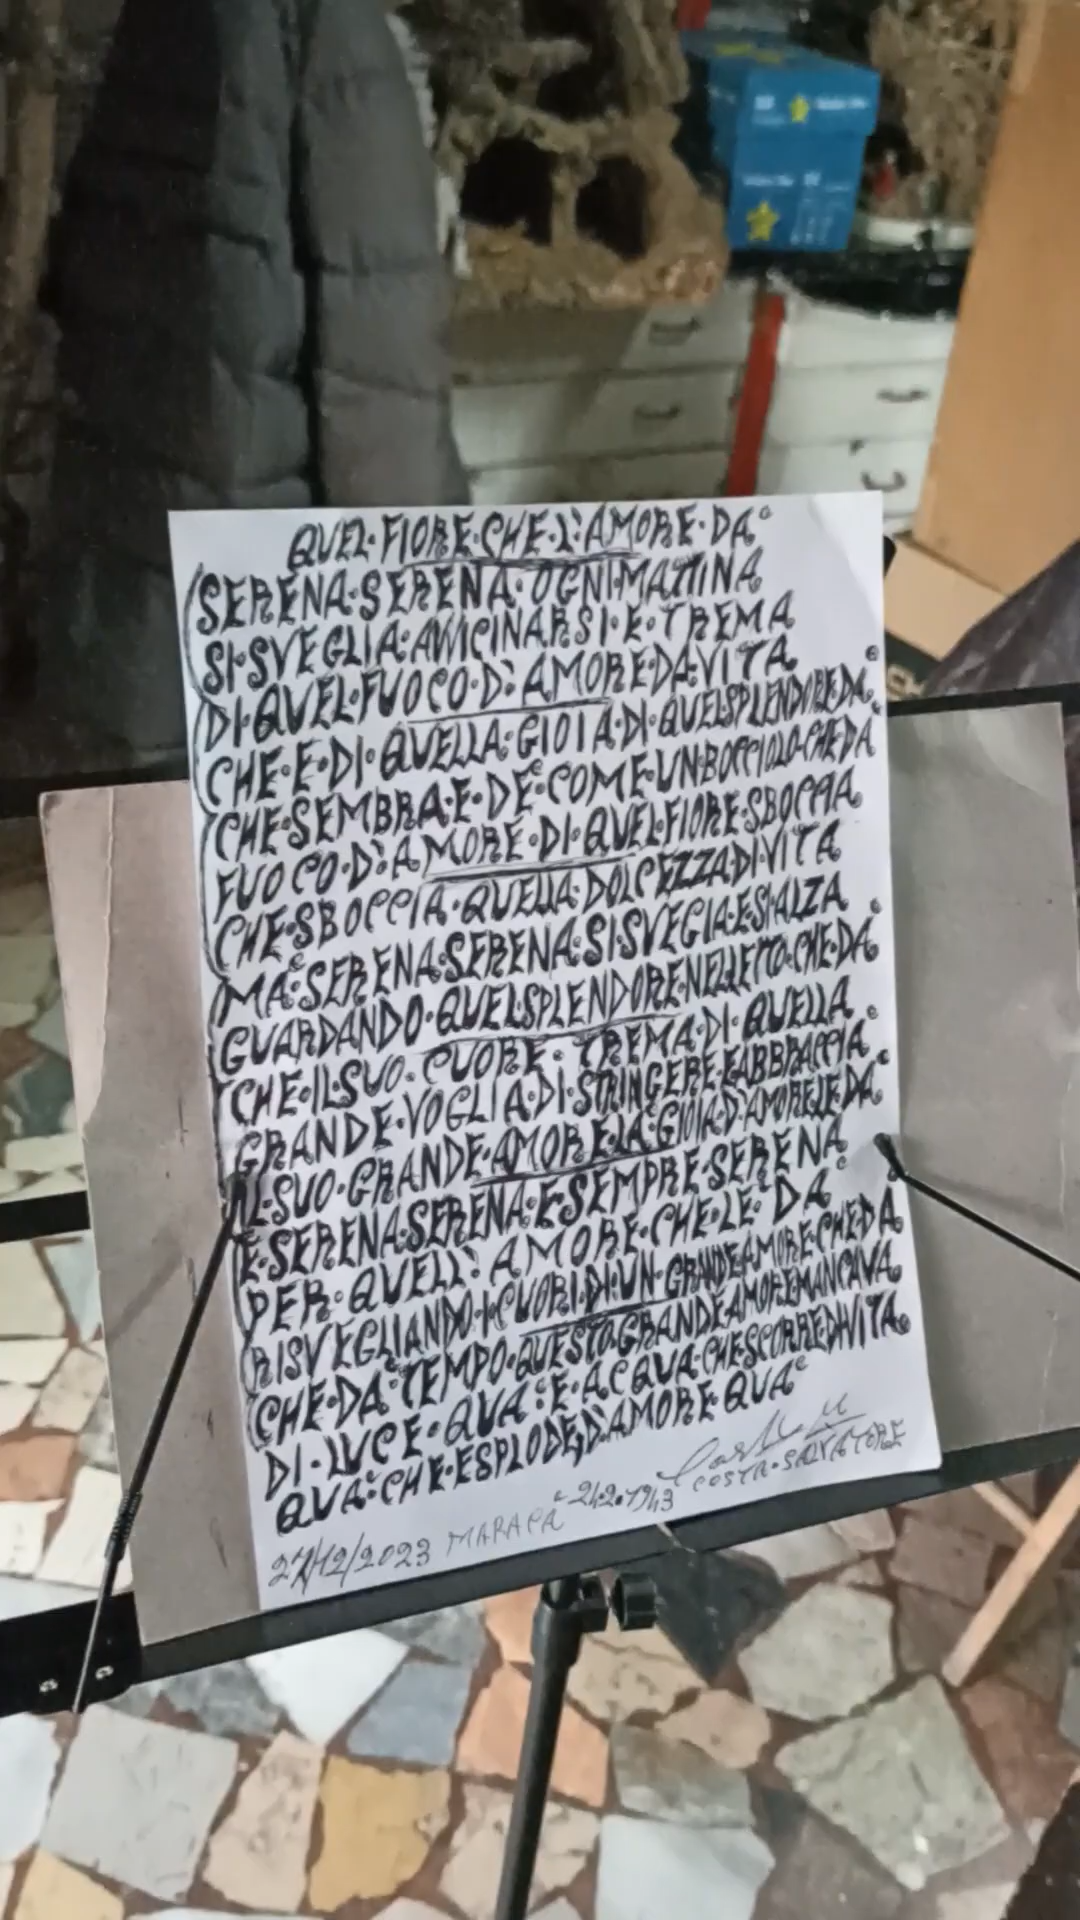 QUEL·FIORE·CHE·L'AMORE·DA°
SERENA·SERENA·OGNI·MATTINA
SI·SVEGLIA·AVVICINARSI·E·TREMA
DI·QUEL·FUOCO·D'AMORE·DA·VITA
CHE·E·DI·QUELLA·GIOIA·DI·QUEL·SPLENDORE·DA°
CHE·SEMBRA·E·DE°·COME·UN·BOCCIOLO·CHE·DA°
FUOCO·D'AMORE·DI·QUEL·FIORE·SBOCCIA
CHE·SBOCCIA·QUELLA·DOLCEZZA·DI·VITA
MA°·SERENA·SERENA·SI·SVEGIA·E·SI·ALZA
GUARDANDO·QUEL·SPLENDORE·NEL·LETTO·CHE·DA°
CHE·IL·SUO·CUORE·TREMA·DI·QUELLA
GRANDE·VOGLIA·DI·STRINGERE·E·ABBRACCIA°
IL·SUO·GRANDE·AMORE·LA°·GIOIA·D'AMORE·LE·DA°
E·SERENA·SERENA·E·SEMPRE·SERENA
PER·QUELL'AMORE·CHE·LE·DA°
RISVEGLIANDO·I·CUORI·DI·UN·GRANDE·AMORE·CHE·DA°
CHE·DA°·TEMPO·QUESTO·GRANDE·AMORE·MANCAVA
DI·LUCE·QUA°·E·ACQUA·CHE·SCORRE·DI·VITA
QUA°·CHE·ESPLODE, D'AMORE·QUA°
COSTA·SALVATORE
27/12/2023 24·2·1943